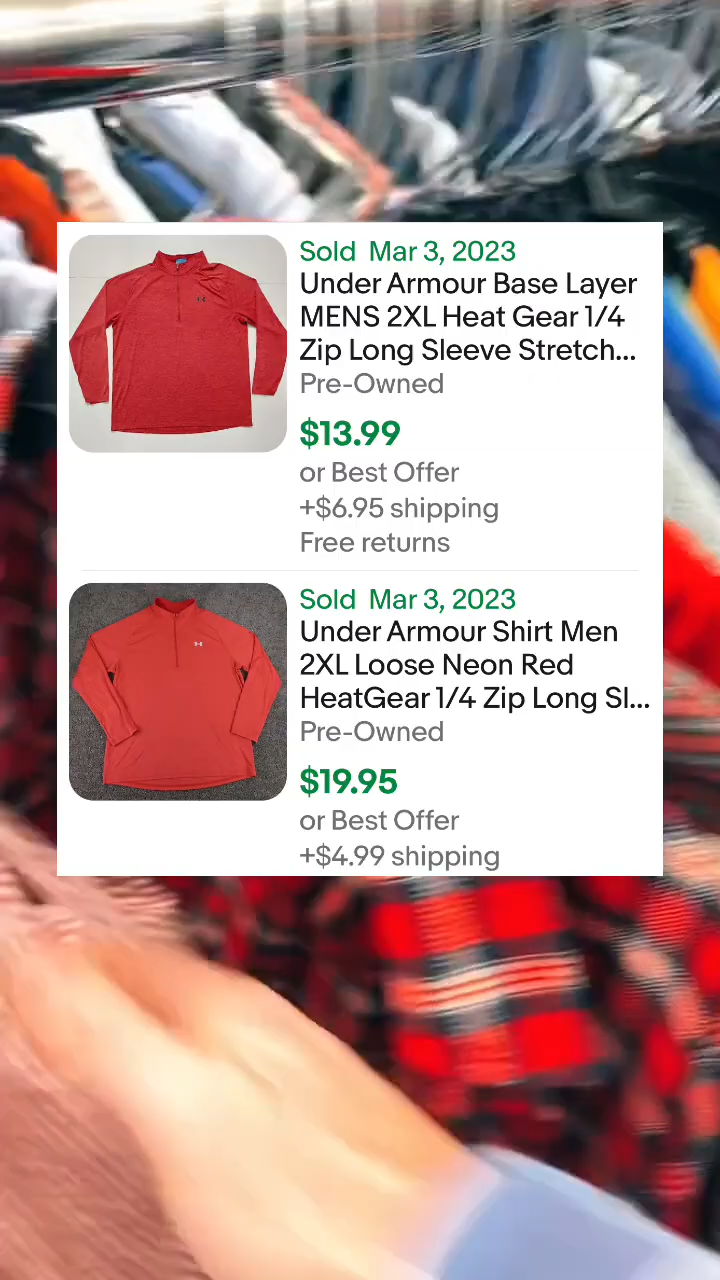 Sold Mar 3, 2023
Under Armour Base Layer
MENS 2XL Heat Gear 1/4
Zip Long Sleeve Stretch...
Pre-Owned
$13.99
or Best Offer
+$6.95 shipping
Free returns
Sold Mar 3, 2023
Under Armour Shirt Men
2XL Loose Neon Red
HeatGear 1/4 Zip Long Sl...
Pre-Owned
$19.95
or Best Offer
+$4.99 shipping